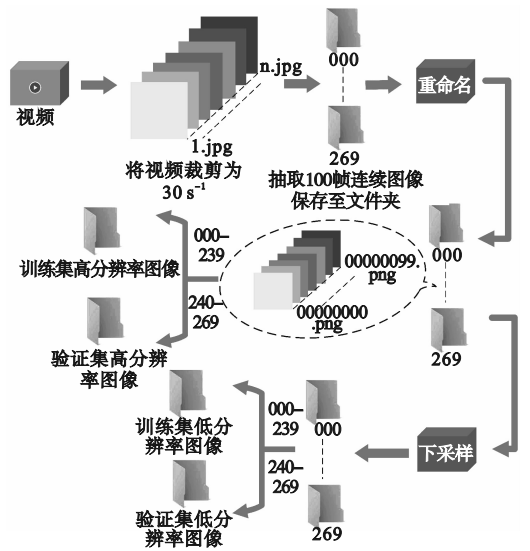 视频
n.jpg
1.jpg
将视频裁剪为
30 s⁻¹
000
269
抽取100帧连续图像
保存至文件夹
重命名
000
269
00000099.
png
00000000
.png
000–
239
训练集高分辨率图像
240–
269
验证集高分辨
率图像
下采样
000
269
000–
239
训练集低分
辨率图像
240–
269
验证集低分
辨率图像